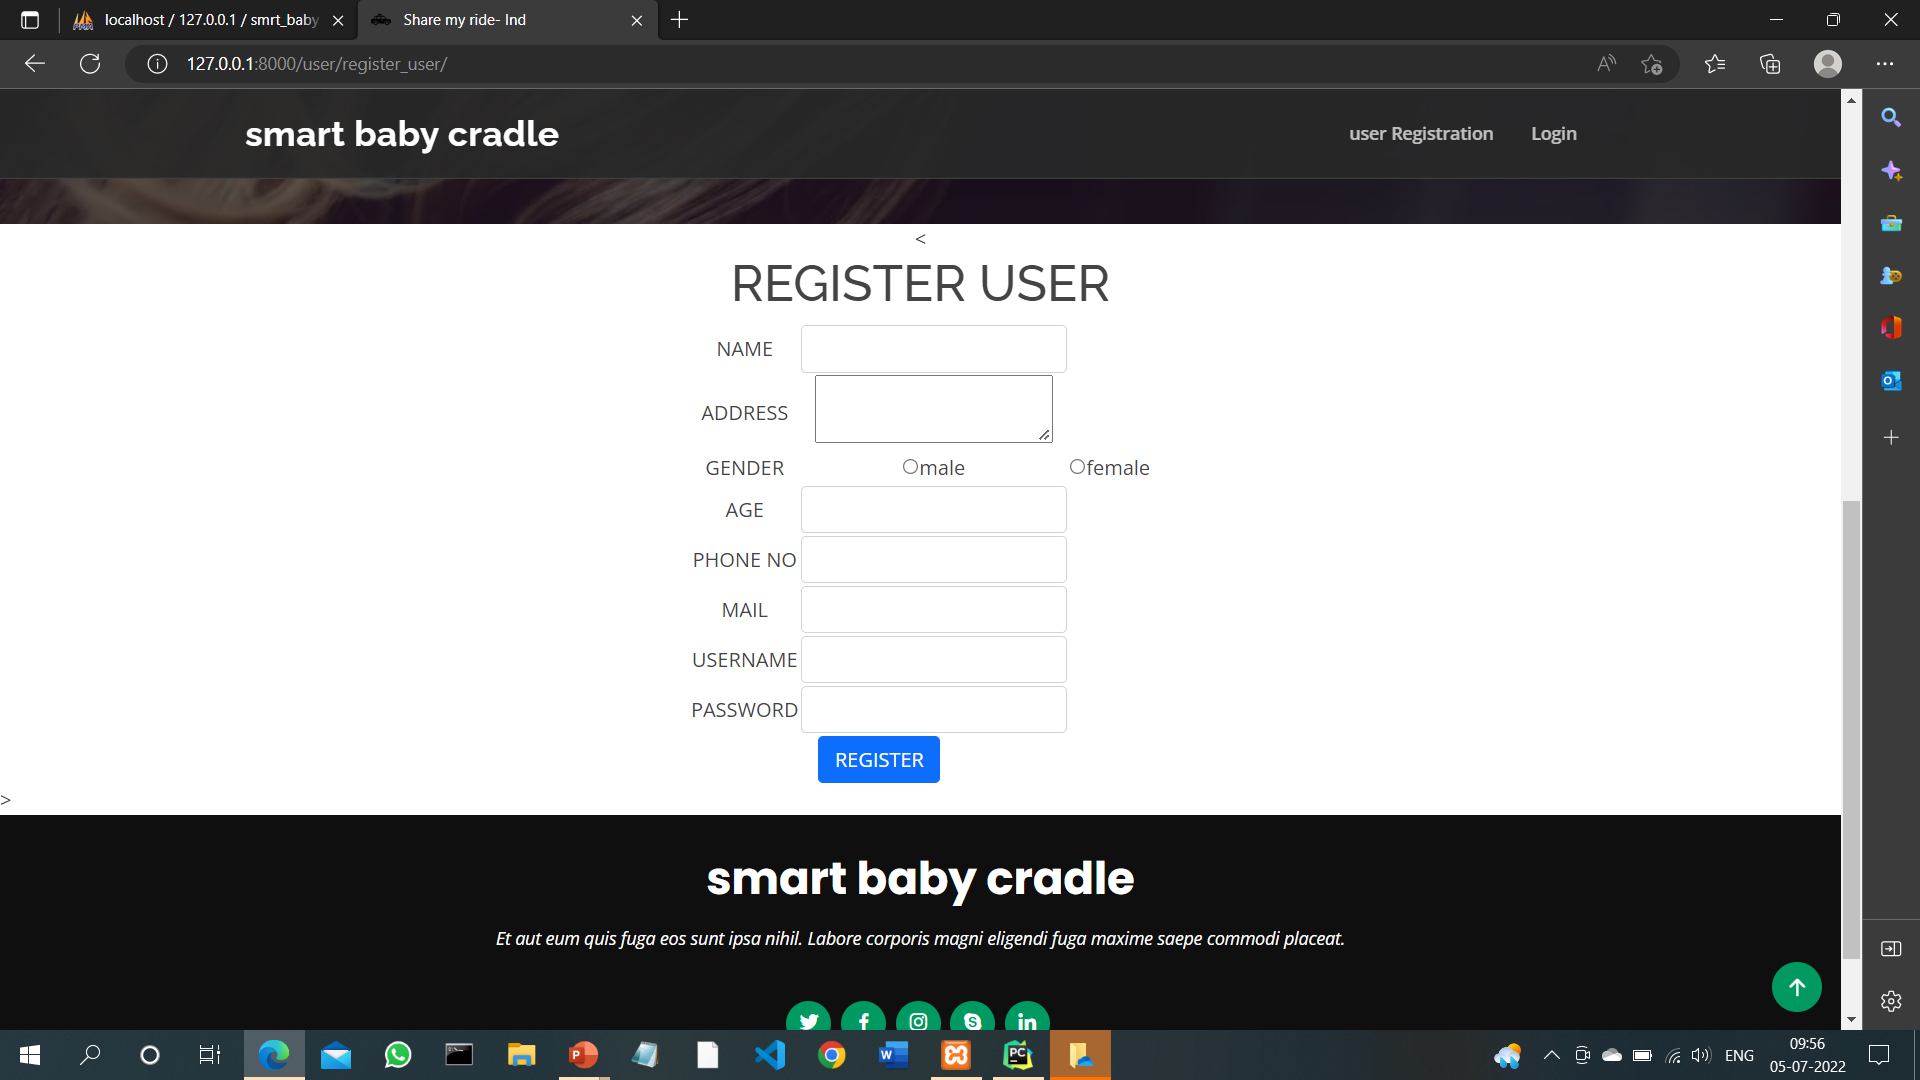 localhost / 127.0.0.1 / smrt_baby
Share my ride- Ind
127.0.0.1:8000/user/register_user/
smart baby cradle
user Registration
Login
<
REGISTER USER
NAME
ADDRESS
GENDER male female
AGE
PHONE NO
MAIL
USERNAME
PASSWORD
REGISTER
>
smart baby cradle
Et aut eum quis fuga eos sunt ipsa nihil. Labore corporis magni eligendi fuga maxime saepe commodi placeat.
ENG
09:56
05-07-2022